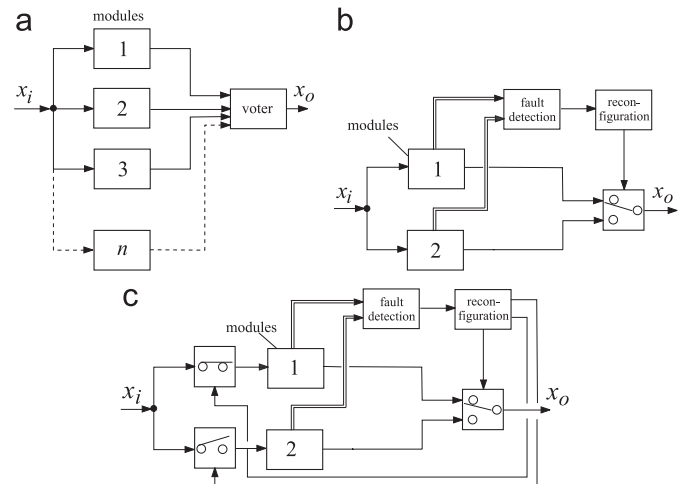 a
modules
1
x_i
2
voter
x_o
3
n
b
fault
detection
recon-
figuration
modules
1
x_i
x_o
2
c
fault
detection
recon-
figuration
modules
1
x_i
x_o
2